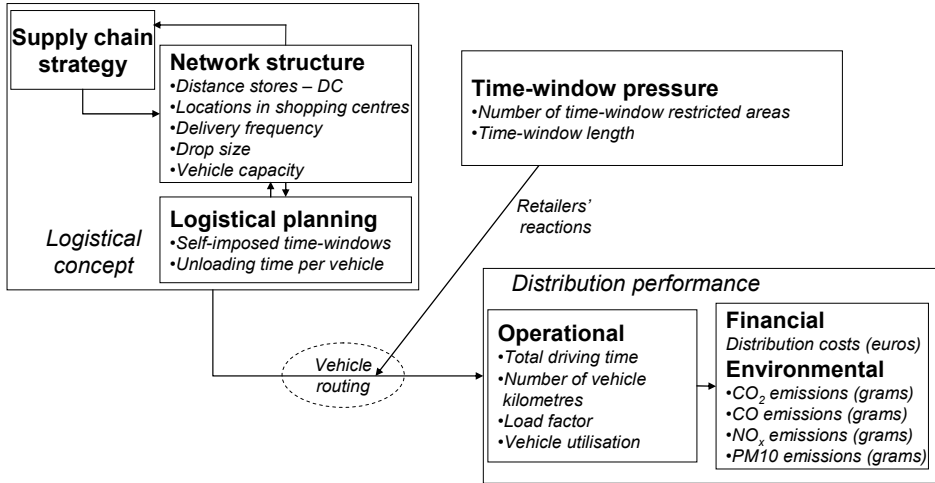 Supply chain
strategy
Network structure
•Distance stores – DC
•Locations in shopping centres
•Delivery frequency
•Drop size
•Vehicle capacity
Logistical planning
•Self-imposed time-windows
•Unloading time per vehicle
Logistical
concept
Time-window pressure
•Number of time-window restricted areas
•Time-window length
Retailers’
reactions
Vehicle
routing
Distribution performance
Operational
•Total driving time
•Number of vehicle
kilometres
•Load factor
•Vehicle utilisation
Financial
Distribution costs (euros)
Environmental
•CO₂ emissions (grams)
•CO emissions (grams)
•NOₓ emissions (grams)
•PM10 emissions (grams)